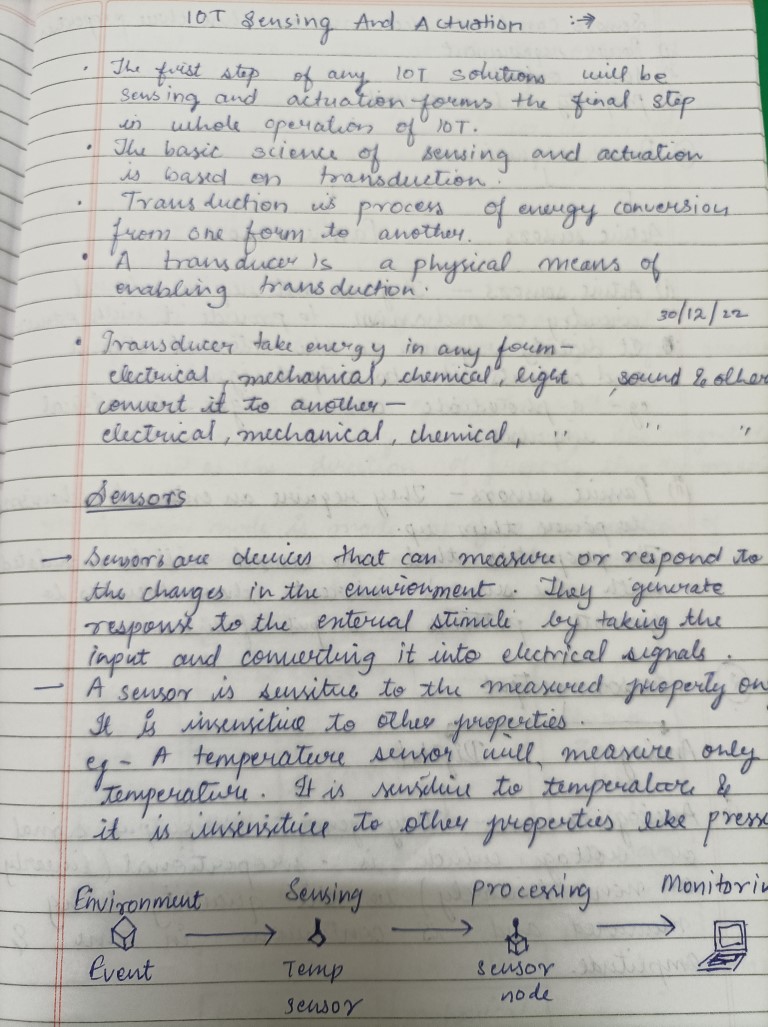 IOT Sensing And Actuation :→
• The first step of any IOT solutions will be
sensing and actuation forms the final step
in whole operation of IOT.
• The basic science of sensing and actuation
is based on transduction.
• Transduction is process of energy conversion
from one form to another.
• A transducer is a physical means of
enabling transduction.
30/12/22
• Transducer take energy in any form-
electrical, mechanical, chemical, light, sound & other
convert it to another-
electrical, mechanical, chemical, " " "
Sensors
→ Sensors are devices that can measure or respond to
the changes in the environment. They generate
response to the enterial stimuli by taking the
input and converting it into electrical signals.
— A sensor is sensitive to the measured property on
It is insensitive to other properties.
eg - A temperature sensor will measure only
temperature. It is sensitive to temperature &
it is insensitive to other properties like press
Environment → Sensing → Processing → Monitorin
Event Temp sensor
sensor node